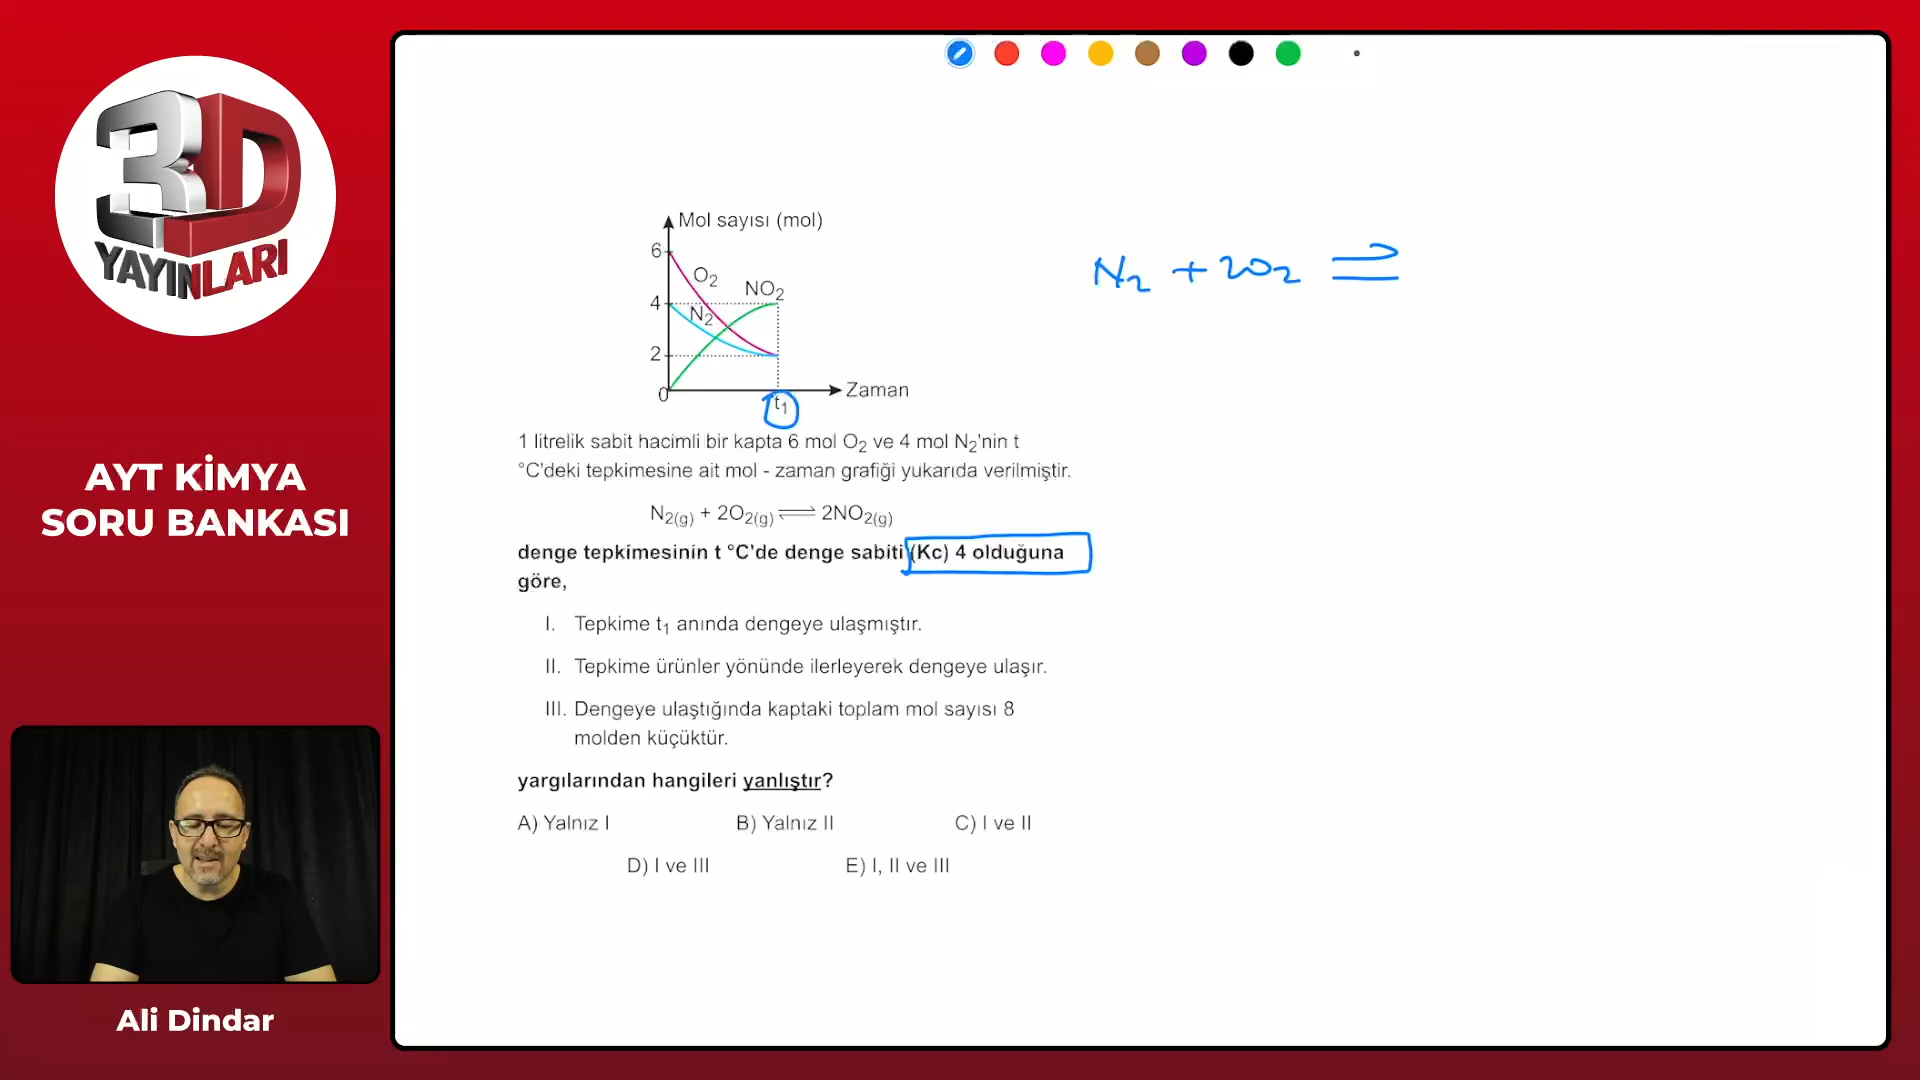 3D
YAYINLARI
AYT KİMYA
SORU BANKASI
Ali Dindar
Mol sayısı (mol)
6
O₂
NO₂
4
N₂
2
0
t₁
Zaman
N₂ + 2O₂ ⇌
1 litrelik sabit hacimli bir kapta 6 mol O₂ ve 4 mol N₂'nin t
°C'deki tepkimesine ait mol - zaman grafiği yukarıda verilmiştir.
N₂(g) + 2O₂(g) ⇌ 2NO₂(g)
denge tepkimesinin t °C'de denge sabiti (Kc) 4 olduğuna
göre,
I. Tepkime t₁ anında dengeye ulaşmıştır.
II. Tepkime ürünler yönünde ilerleyerek dengeye ulaşır.
III. Dengeye ulaştığında kaptaki toplam mol sayısı 8
molden küçüktür.
yargılarından hangileri yanlıştır?
A) Yalnız I B) Yalnız II C) I ve II
D) I ve III E) I, II ve III